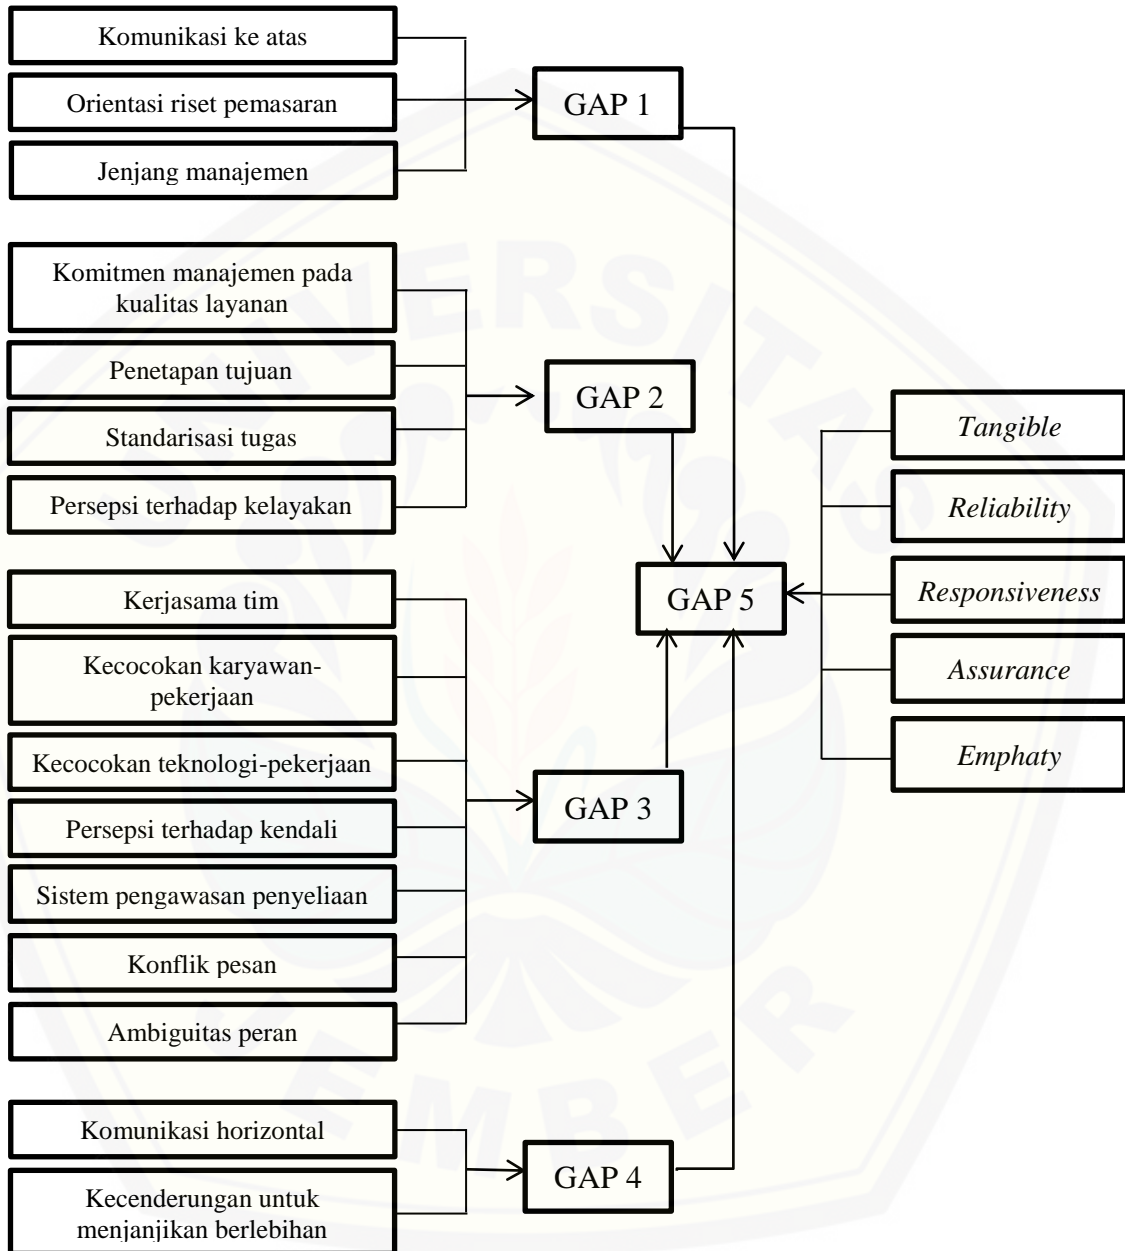 Komunikasi ke atas
Orientasi riset pemasaran
Jenjang manajemen
GAP 1
Komitmen manajemen pada
kualitas layanan
Penetapan tujuan
Standarisasi tugas
Persepsi terhadap kelayakan
GAP 2
Kerjasama tim
Kecocokan karyawan-
pekerjaan
Kecocokan teknologi-pekerjaan
Persepsi terhadap kendali
Sistem pengawasan penyeliaan
Konflik pesan
Ambiguitas peran
GAP 3
Komunikasi horizontal
Kecenderungan untuk
menjanjikan berlebihan
GAP 4
GAP 5
Tangible
Reliability
Responsiveness
Assurance
Emphaty
UNIVERSITAS
JEMBER